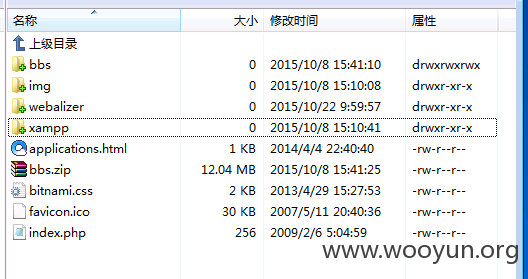 名称 大小 修改时间 属性
上级目录
bbs 0 2015/10/8 15:41:10 drwxrwxrwx
img 0 2015/10/8 15:10:08 drwxr-xr-x
webalizer 0 2015/10/22 9:59:57 drwxr-xr-x
xampp 0 2015/10/8 15:10:41 drwxr-xr-x
applications.html 1 KB 2014/4/4 22:40:40 -rw-r--r--
bbs.zip 12.04 MB 2015/10/8 15:41:25 -rw-r--r--
bitnami.css 2 KB 2013/4/29 15:27:53 -rw-r--r--
favicon.ico 30 KB 2007/5/11 20:40:36 -rw-r--r--
index.php 256 2009/2/6 5:04:59 -rw-r--r--
www.wooyun.org